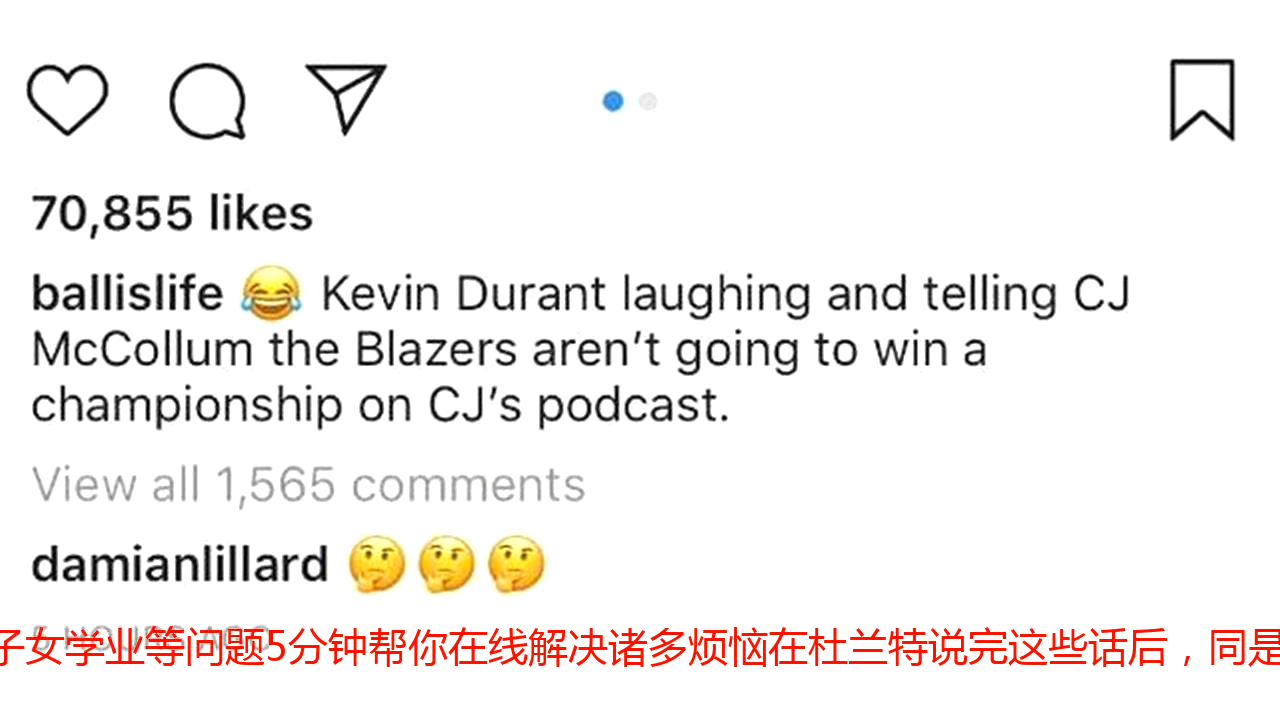 70,855 likes
ballislife 😂 Kevin Durant laughing and telling CJ
McCollum the Blazers aren’t going to win a
championship on CJ’s podcast.
View all 1,565 comments
damianlillard 🤔🤔🤔
HOURS AGO
子女学业等问题5分钟帮你在线解决诸多烦恼在杜兰特说完这些话后，同是